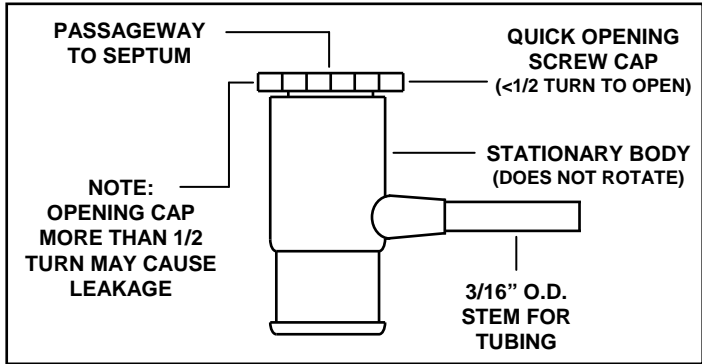 PASSAGEWAY
TO SEPTUM
QUICK OPENING
SCREW CAP
(<1/2 TURN TO OPEN)
STATIONARY BODY
(DOES NOT ROTATE)
NOTE:
OPENING CAP
MORE THAN 1/2
TURN MAY CAUSE
LEAKAGE
3/16” O.D.
STEM FOR
TUBING